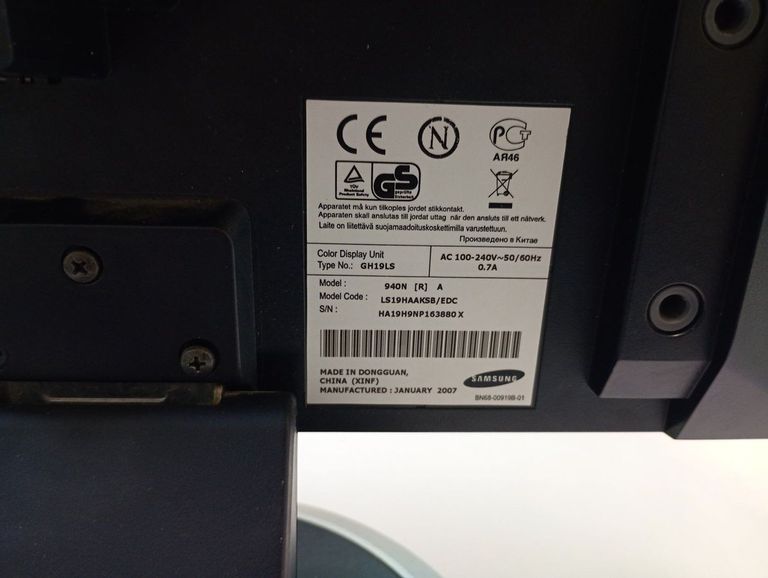 CE N PCT
АЯ46
TÜV
Rheinland
Product Safety
GS
geprüfte
Sicherheit
Apparatet må kun tilkoples jordet stikkontakt.
Apparaten skall anslutas till jordat uttag när den ansluts till ett nätverk.
Laite on liitettävä suojamaadoituskoskettimilla varustettuun.
Произведено в Китае
Color Display Unit
Type No.: GH19LS
AC 100-240V~50/60Hz
0.7A
Model : 940N [R] A
Model Code : LS19HAAKSB/EDC
S/N : HA19H9NP163880 X
MADE IN DONGGUAN,
CHINA (XINF)
MANUFACTURED : JANUARY 2007
SAMSUNG
BN68-00919B-01